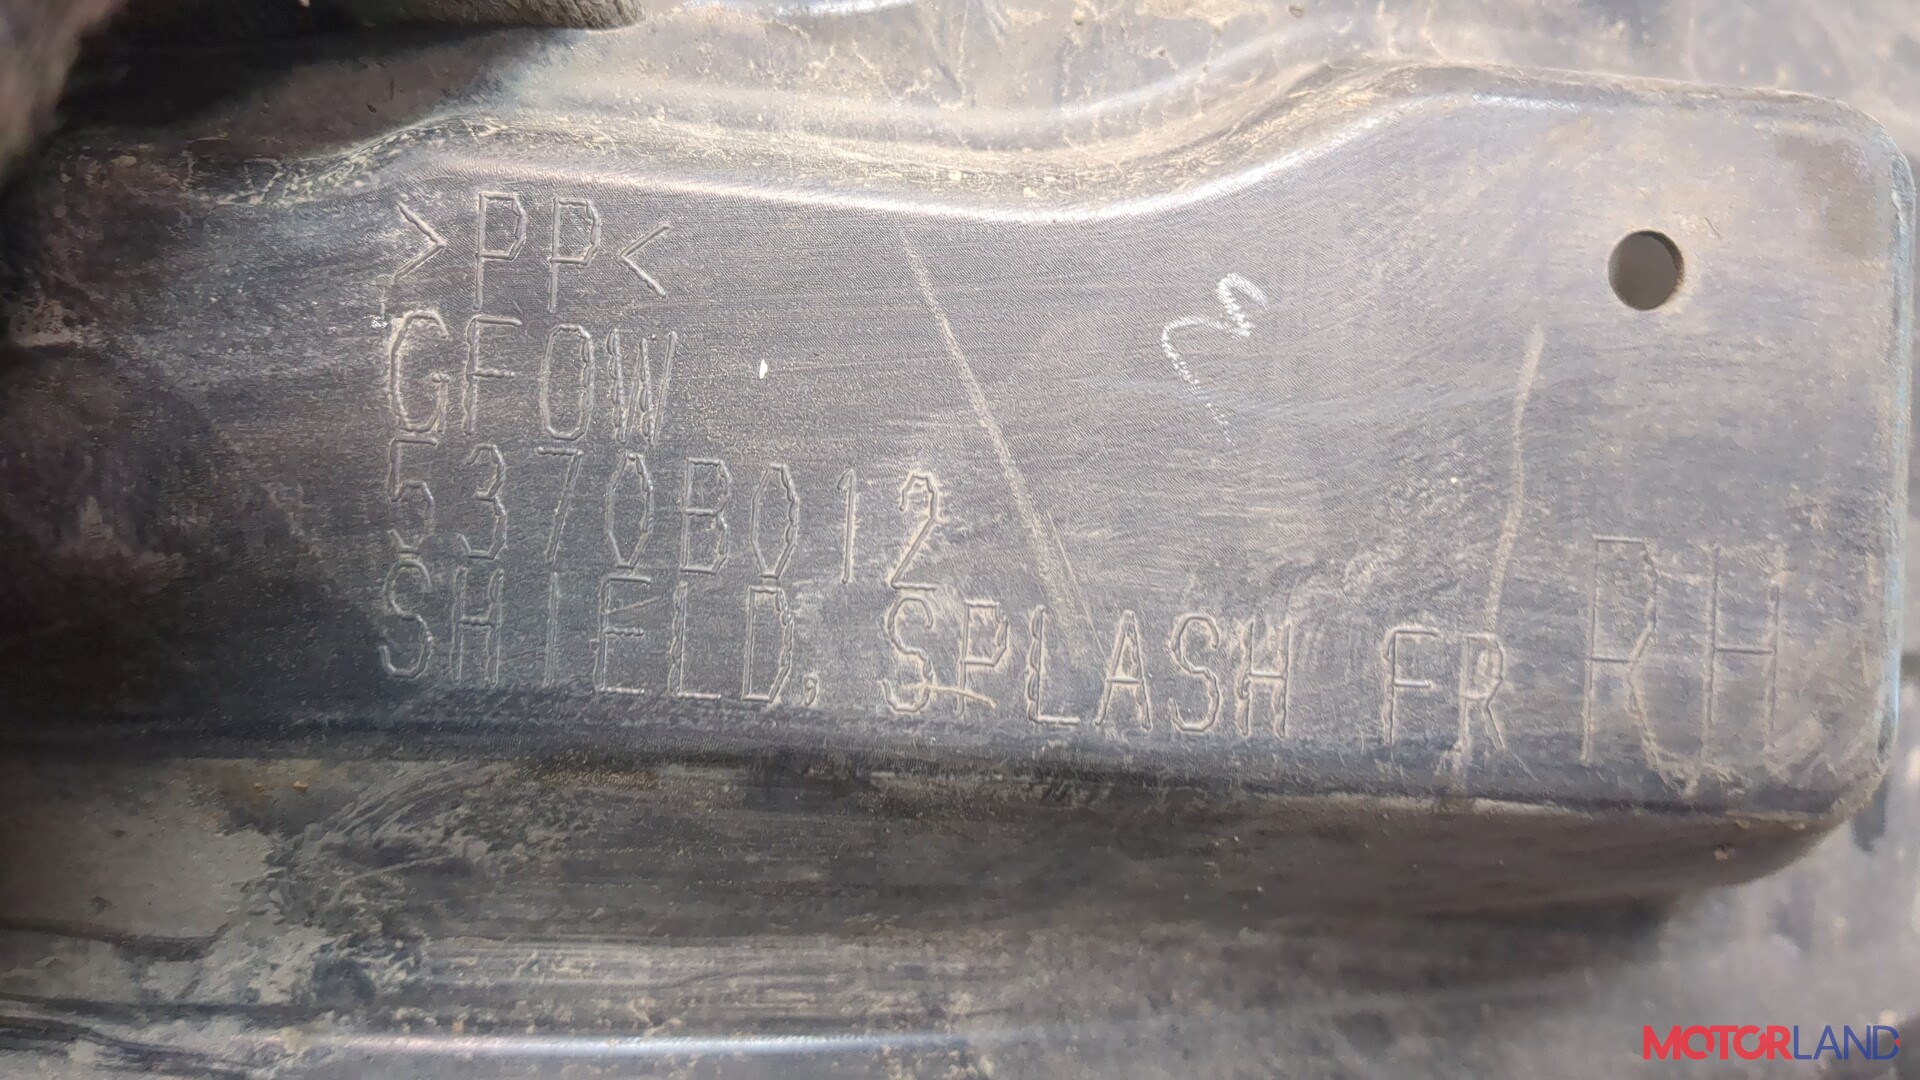 >PP<
GF0W
5370B012
SHIELD, SPLASH FR RH
MOTORLAND